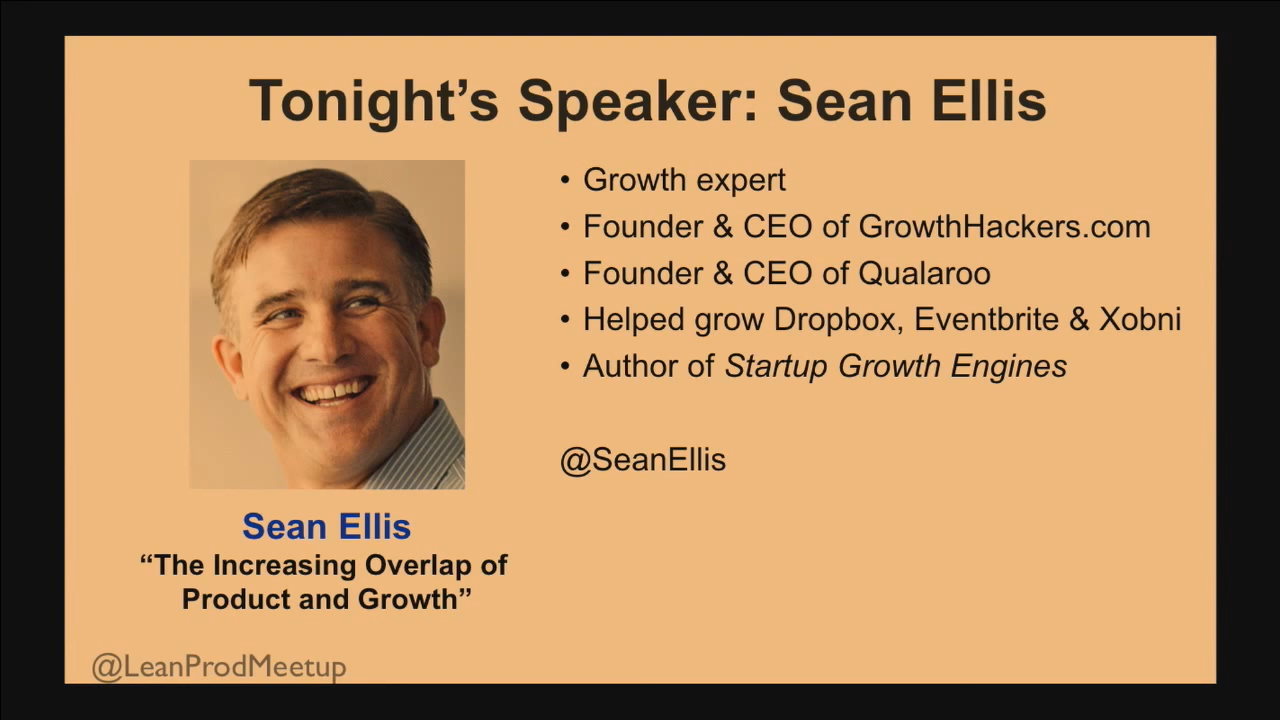 Tonight’s Speaker: Sean Ellis
• Growth expert
• Founder & CEO of GrowthHackers.com
• Founder & CEO of Qualaroo
• Helped grow Dropbox, Eventbrite & Xobni
• Author of Startup Growth Engines
@SeanEllis
Sean Ellis
“The Increasing Overlap of
Product and Growth”
@LeanProdMeetup